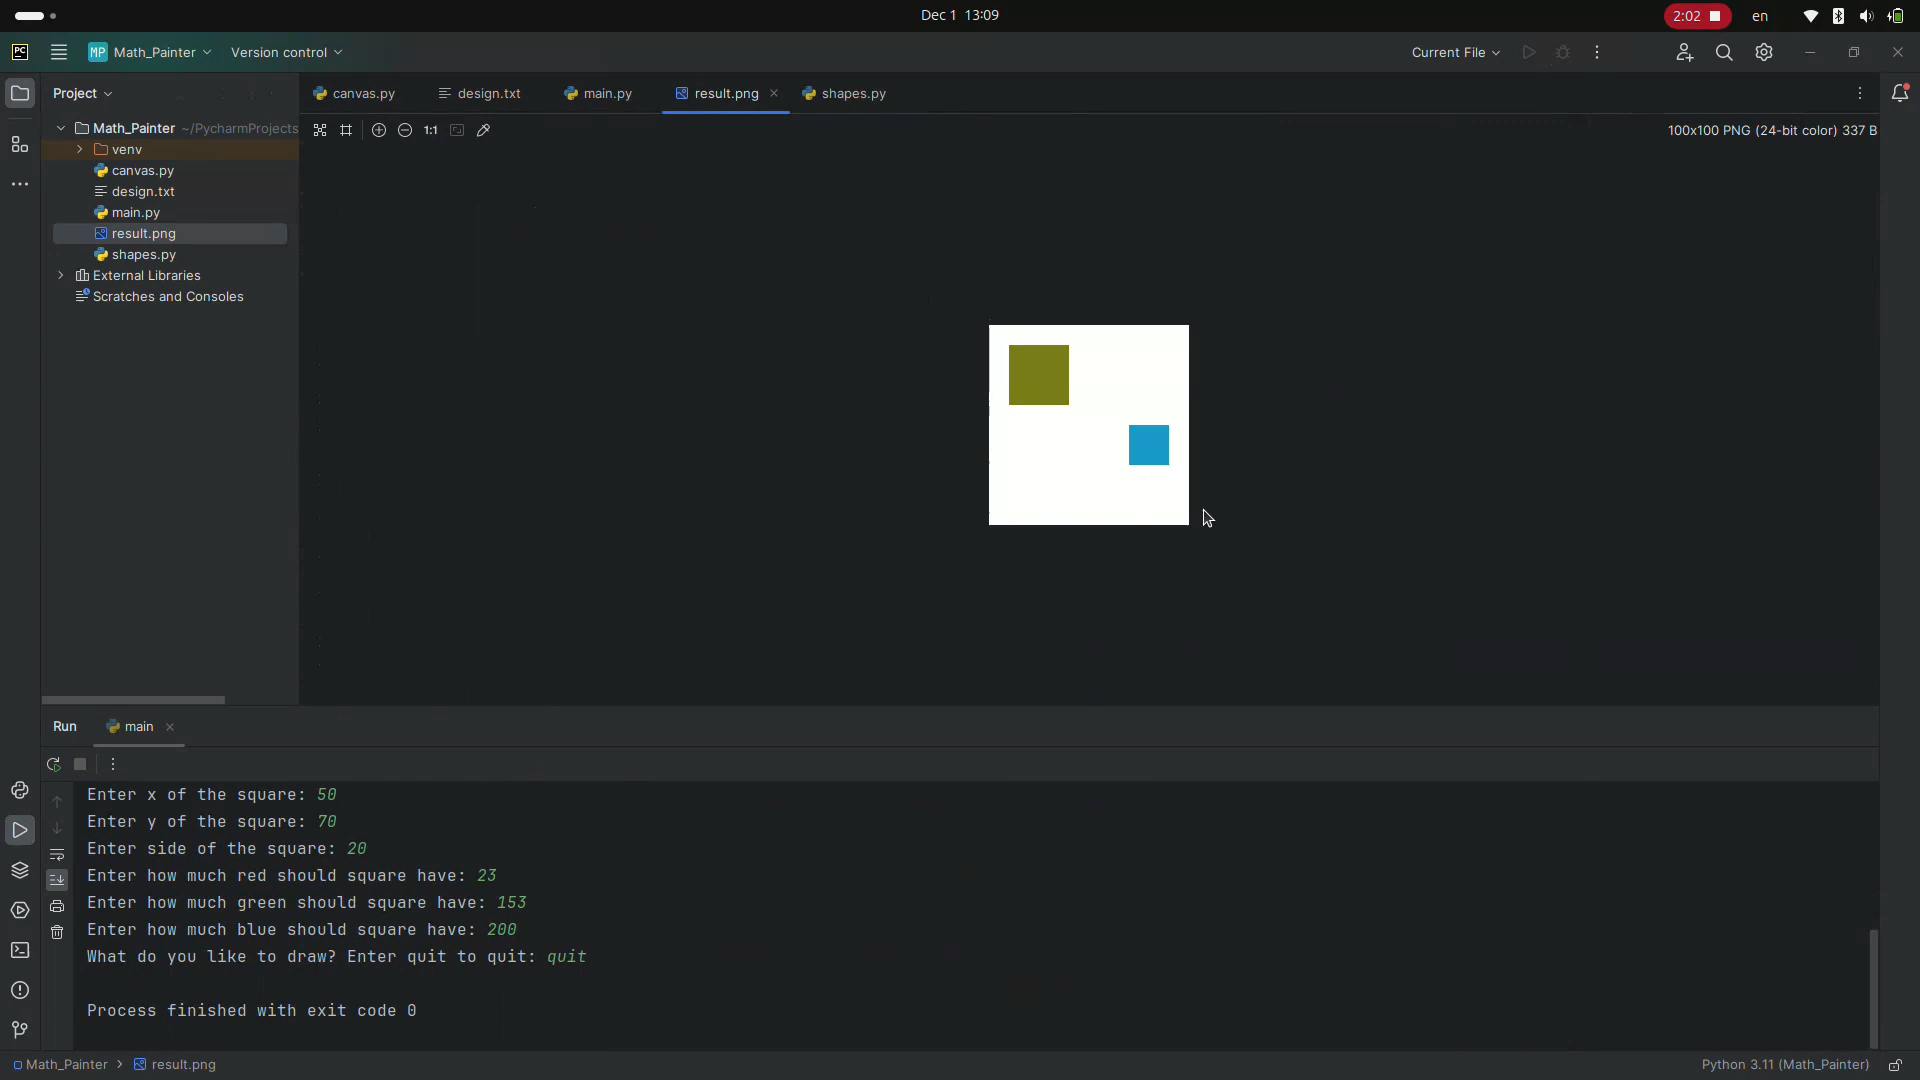 Dec 1 13:09
2:02
en
PC
MP Math_Painter
Version control
Current File
Project
canvas.py
design.txt
main.py
result.png
shapes.py
100x100 PNG (24-bit color) 337 B
Math_Painter ~/PycharmProjects
venv
canvas.py
design.txt
main.py
result.png
shapes.py
External Libraries
Scratches and Consoles
1:1
Run
main
Enter x of the square: 50
Enter y of the square: 70
Enter side of the square: 20
Enter how much red should square have: 23
Enter how much green should square have: 153
Enter how much blue should square have: 200
What do you like to draw? Enter quit to quit: quit
Process finished with exit code 0
Math_Painter > result.png
Python 3.11 (Math_Painter)